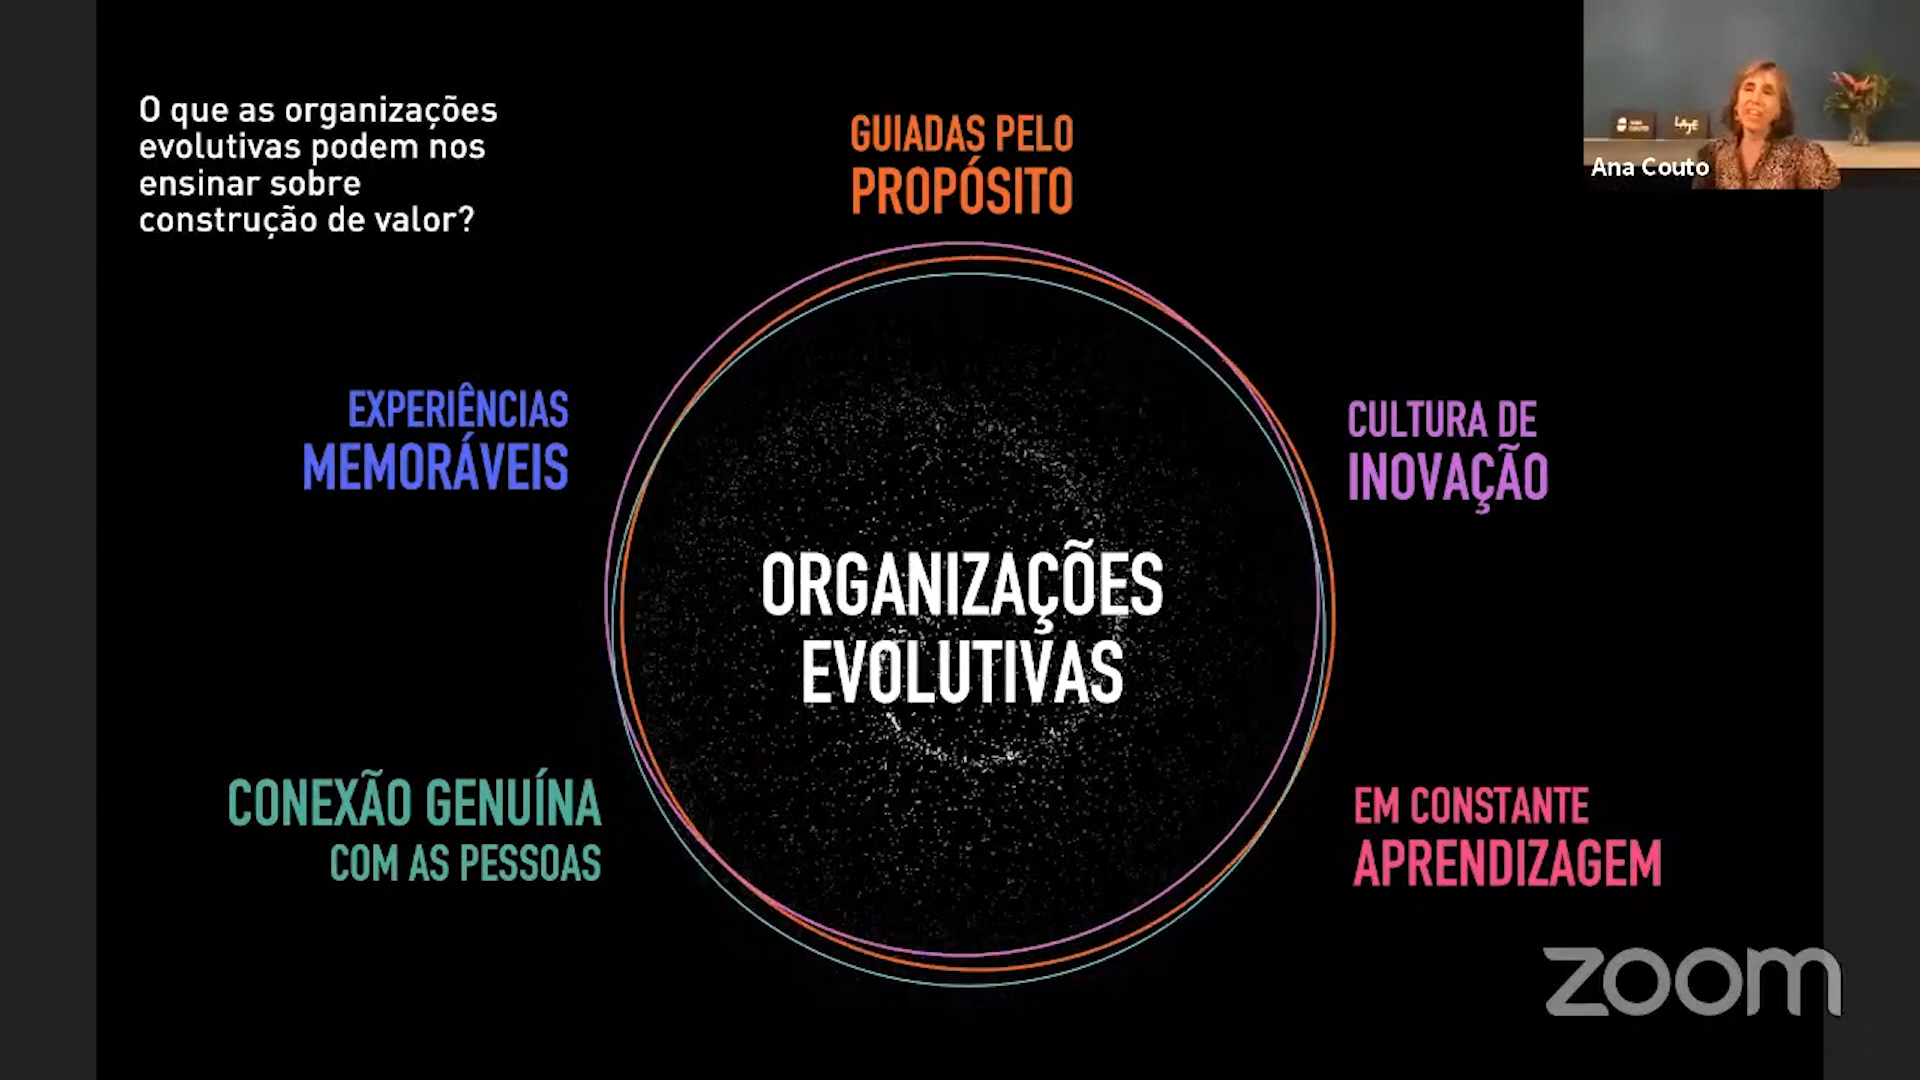 O que as organizações
evolutivas podem nos
ensinar sobre
construção de valor?
GUIADAS PELO
PROPÓSITO
LAJE
Ana Couto
EXPERIÊNCIAS
MEMORÁVEIS
CULTURA DE
INOVAÇÃO
ORGANIZAÇÕES
EVOLUTIVAS
CONEXÃO GENUÍNA
COM AS PESSOAS
EM CONSTANTE
APRENDIZAGEM
zoom